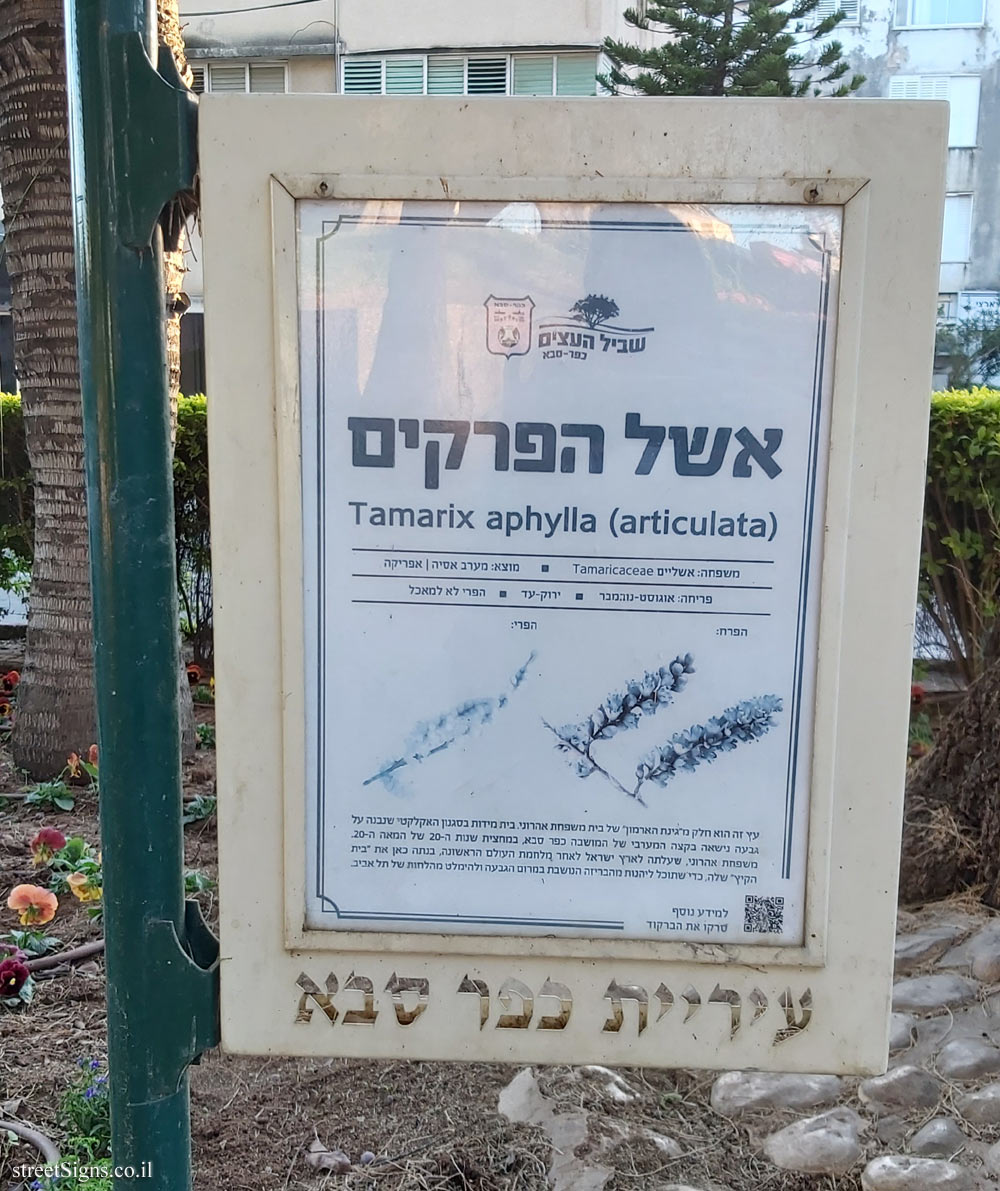 כפר-סבא
שביל העצים
כפר-סבא
אשל הפרקים
Tamarix aphylla (articulata)
משפחה: אשליים Tamaricaceae ■ מוצא: מערב אסיה | אפריקה
פריחה: אוגוסט-נובמבר ■ ירוק-עד ■ הפרי לא למאכל
הפרח:
הפרי:
עץ זה הוא חלק מ"גינת הארמון" של בית משפחת אהרוני, בית מידות בסגנון האקלקטי שנבנה על
גבעה נישאה בקצה המערבי של המושבה כפר סבא, במחצית שנות ה-20 של המאה ה-20.
משפחת אהרוני, שעלתה לארץ ישראל לאחר מלחמת העולם הראשונה, בנתה כאן את "בית
הקיץ" שלה, כדי שתוכל ליהנות מהבריזה הנושבת במרום הגבעה ולהימלט מהלחות של תל אביב.
למידע נוסף
סרקו את הברקוד
עיריית כפר סבא
streetSigns.co.il